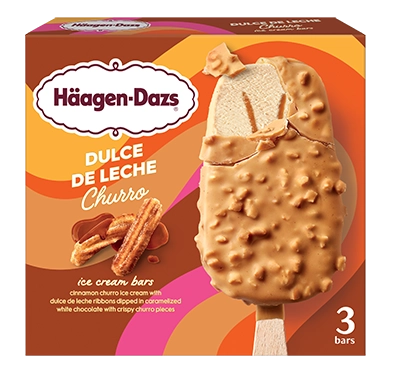 DULCE DE LECHE
Churro
ice cream bars
Häagen-Dazs
DULCE
DE LECHE
Churro
ice cream bars
cinnamon churro ice cream with
dulce de leche ribbons dipped in caramelized
white chocolate with crispy churro pieces
3
bars